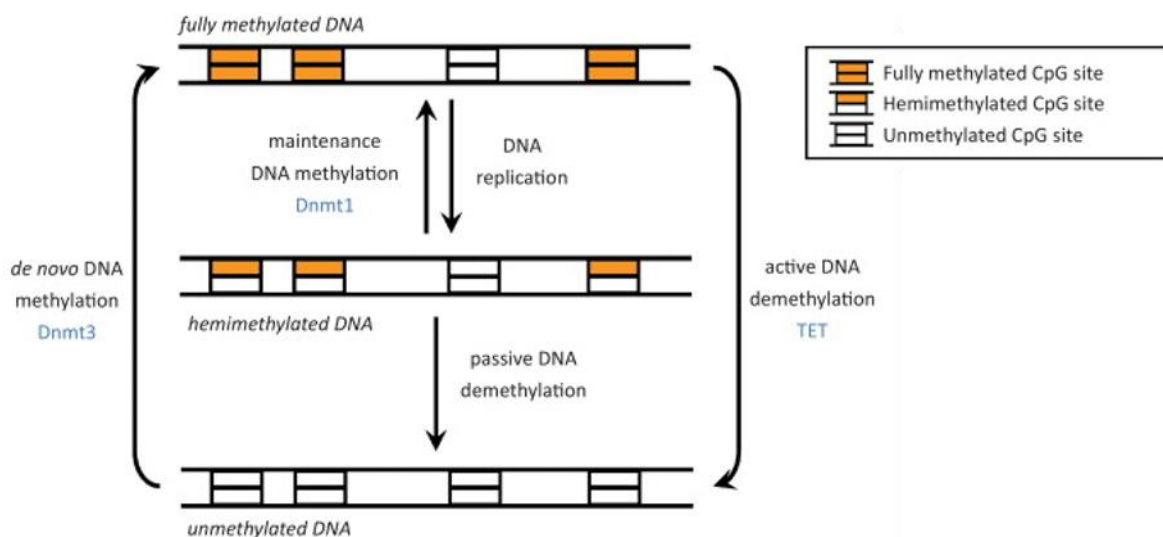 fully methylated DNA
Fully methylated CpG site
Hemimethylated CpG site
Unmethylated CpG site
maintenance
DNA methylation
Dnmt1
DNA
replication
de novo DNA
methylation
Dnmt3
active DNA
demethylation
TET
hemimethylated DNA
passive DNA
demethylation
unmethylated DNA